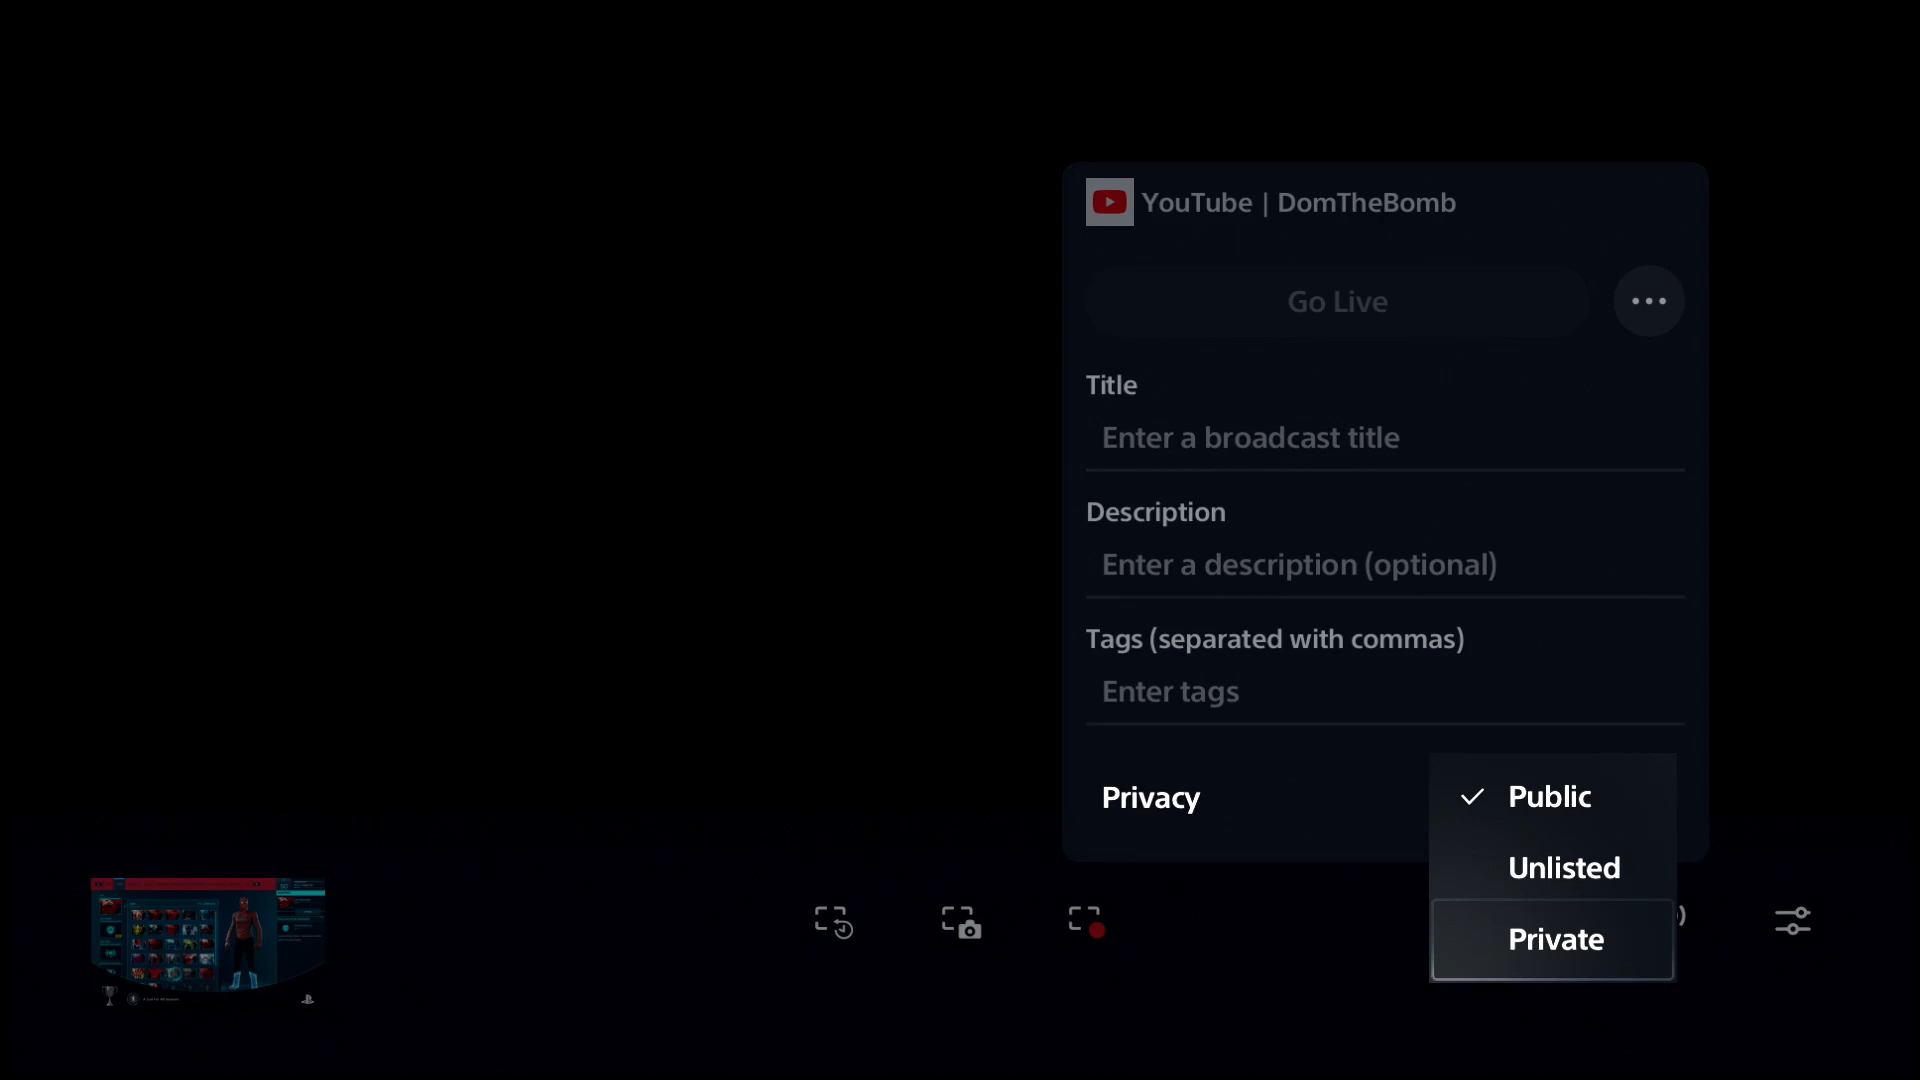 YouTube | DomTheBomb
Go Live
Title
Enter a broadcast title
Description
Enter a description (optional)
Tags (separated with commas)
Enter tags
Privacy
Public
Unlisted
Private